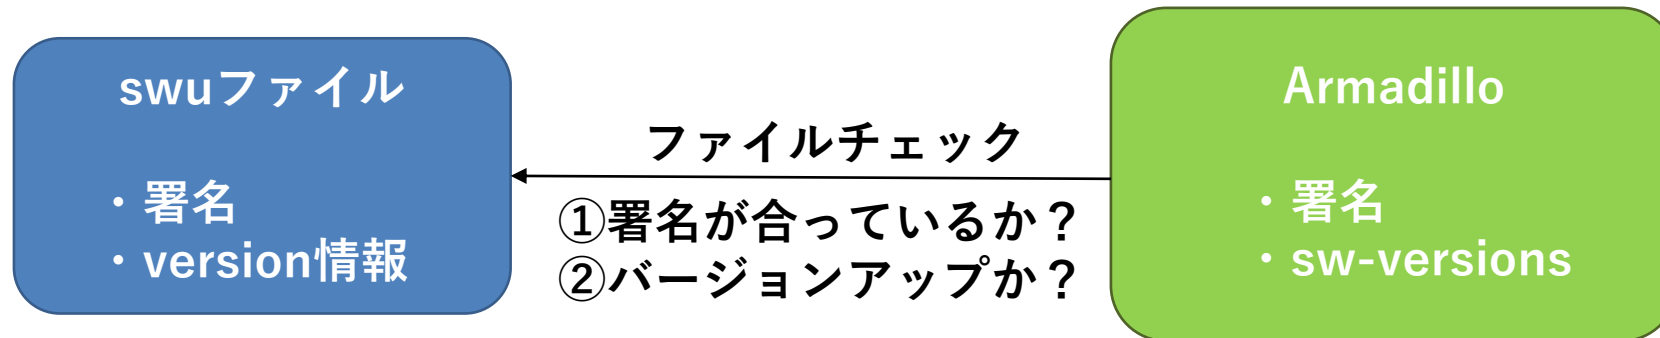 swuファイル
・署名
・version情報
ファイルチェック
①署名が合っているか？
②バージョンアップか？
Armadillo
・署名
・sw-versions